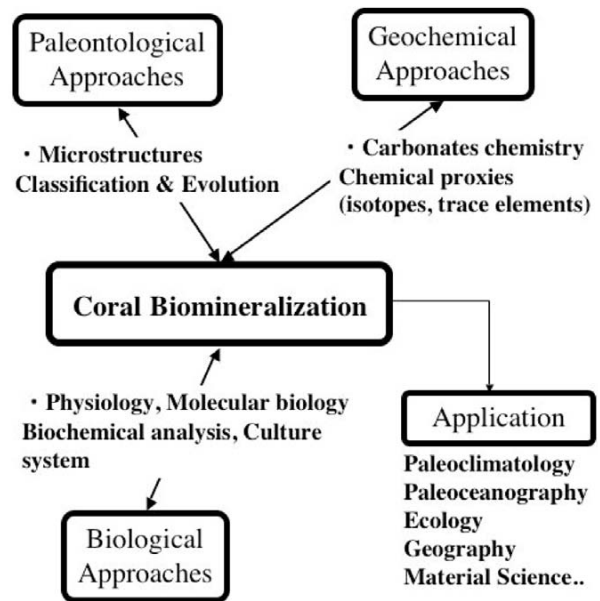 Paleontological
Approaches
Geochemical
Approaches
・Microstructures
Classification & Evolution
・Carbonates chemistry
Chemical proxies
(isotopes, trace elements)
Coral Biomineralization
・Physiology, Molecular biology
Biochemical analysis, Culture
system
Biological
Approaches
Application
Paleoclimatology
Paleoceanography
Ecology
Geography
Material Science..